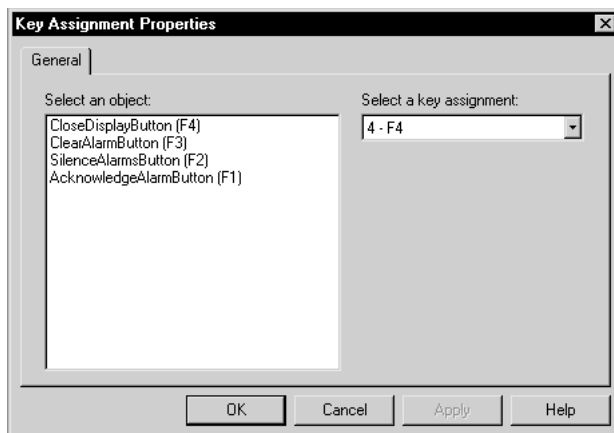 Key Assignment Properties
General
Select an object:
CloseDisplayButton (F4)
ClearAlarmButton (F3)
SilenceAlarmsButton (F2)
AcknowledgeAlarmButton (F1)
Select a key assignment:
4 - F4
OK
Cancel
Apply
Help